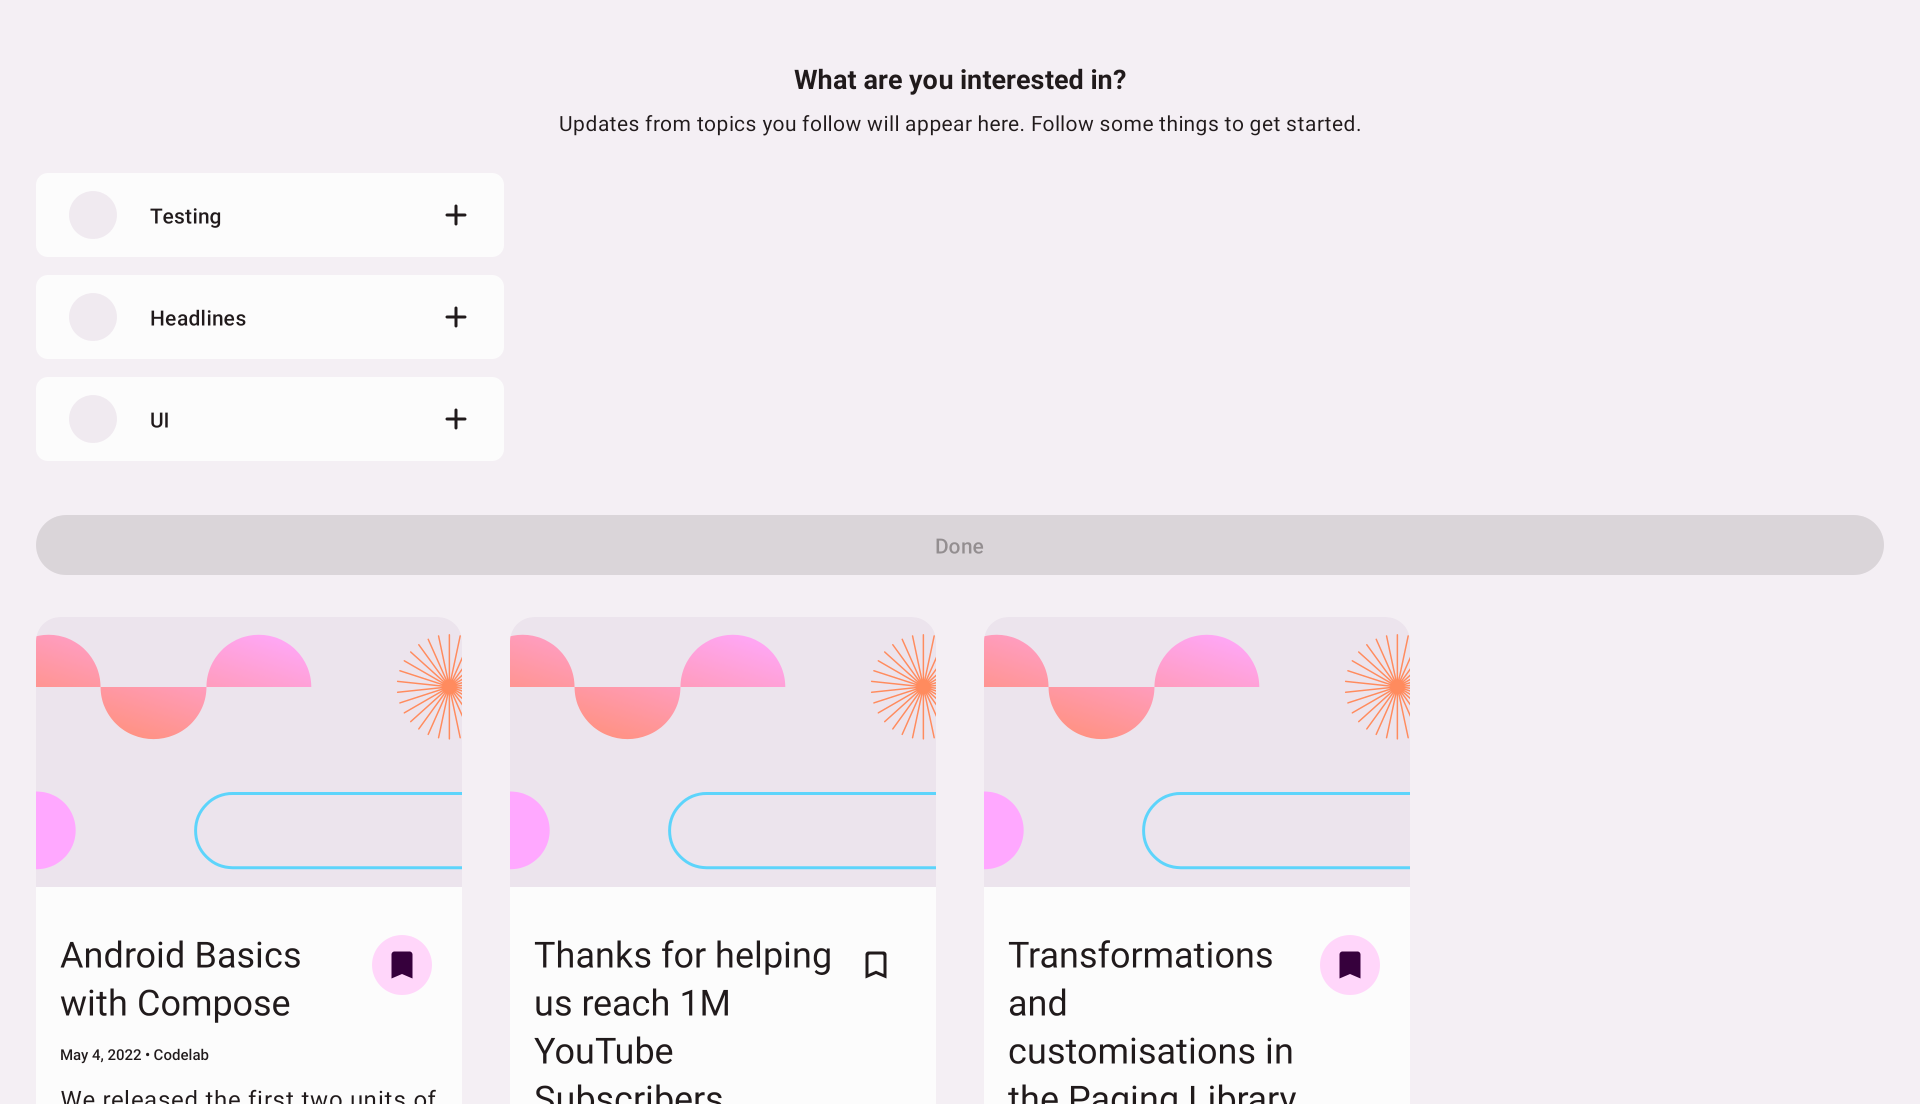 What are you interested in?
Updates from topics you follow will appear here. Follow some things to get started.
Testing
Headlines
UI
Done
Android Basics
with Compose
May 4, 2022 • Codelab
We released the first two units of
Thanks for helping
us reach 1M
YouTube
Subscribers
Transformations
and
customisations in
the Paging Library